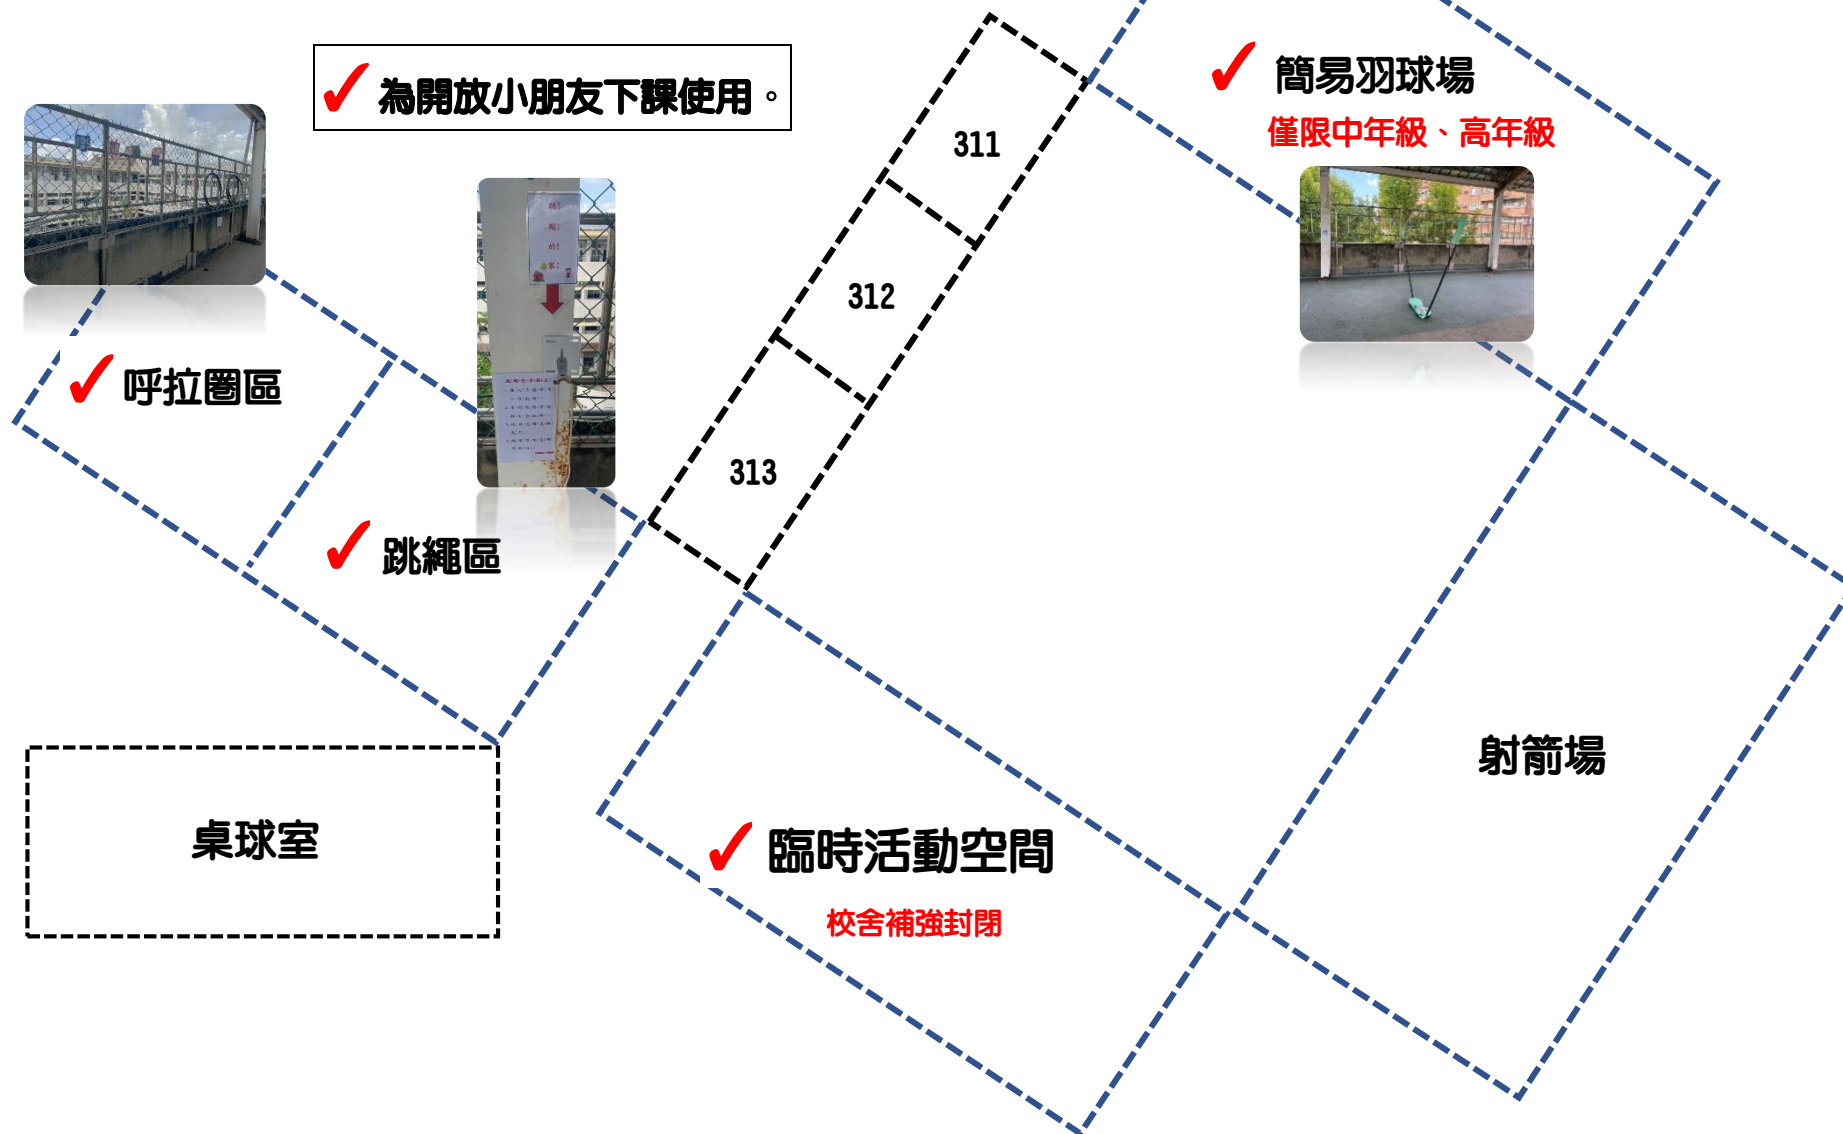 為開放小朋友下課使用。
簡易羽球場
僅限中年級、高年級
311
312
313
呼拉圈區
跳繩區
射箭場
桌球室
臨時活動空間
校舍補強封閉